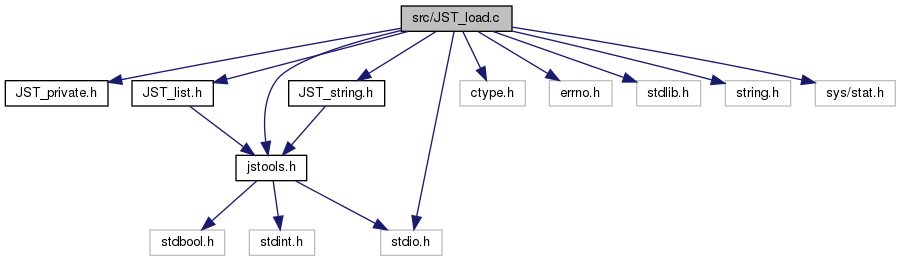 src/JST_load.c
JST_private.h
JST_list.h
JST_string.h
ctype.h
errno.h
stdlib.h
string.h
sys/stat.h
jstools.h
stdbool.h
stdint.h
stdio.h